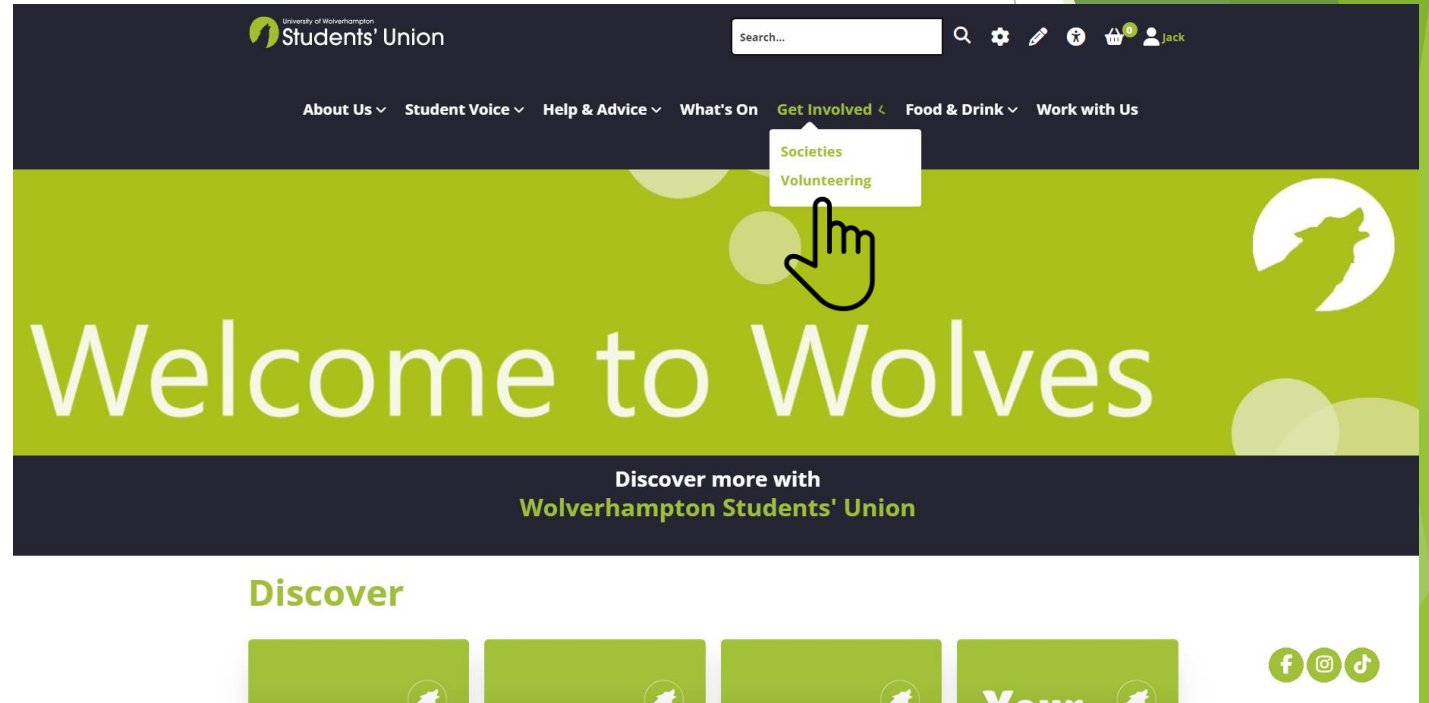 University of Wolverhampton
Students' Union
Search...
0
Jack
About Us Student Voice Help & Advice What's On Get Involved Food & Drink Work with Us
Societies
Volunteering
Welcome to Wolves
Discover more with
Wolverhampton Students' Union
Discover
Your